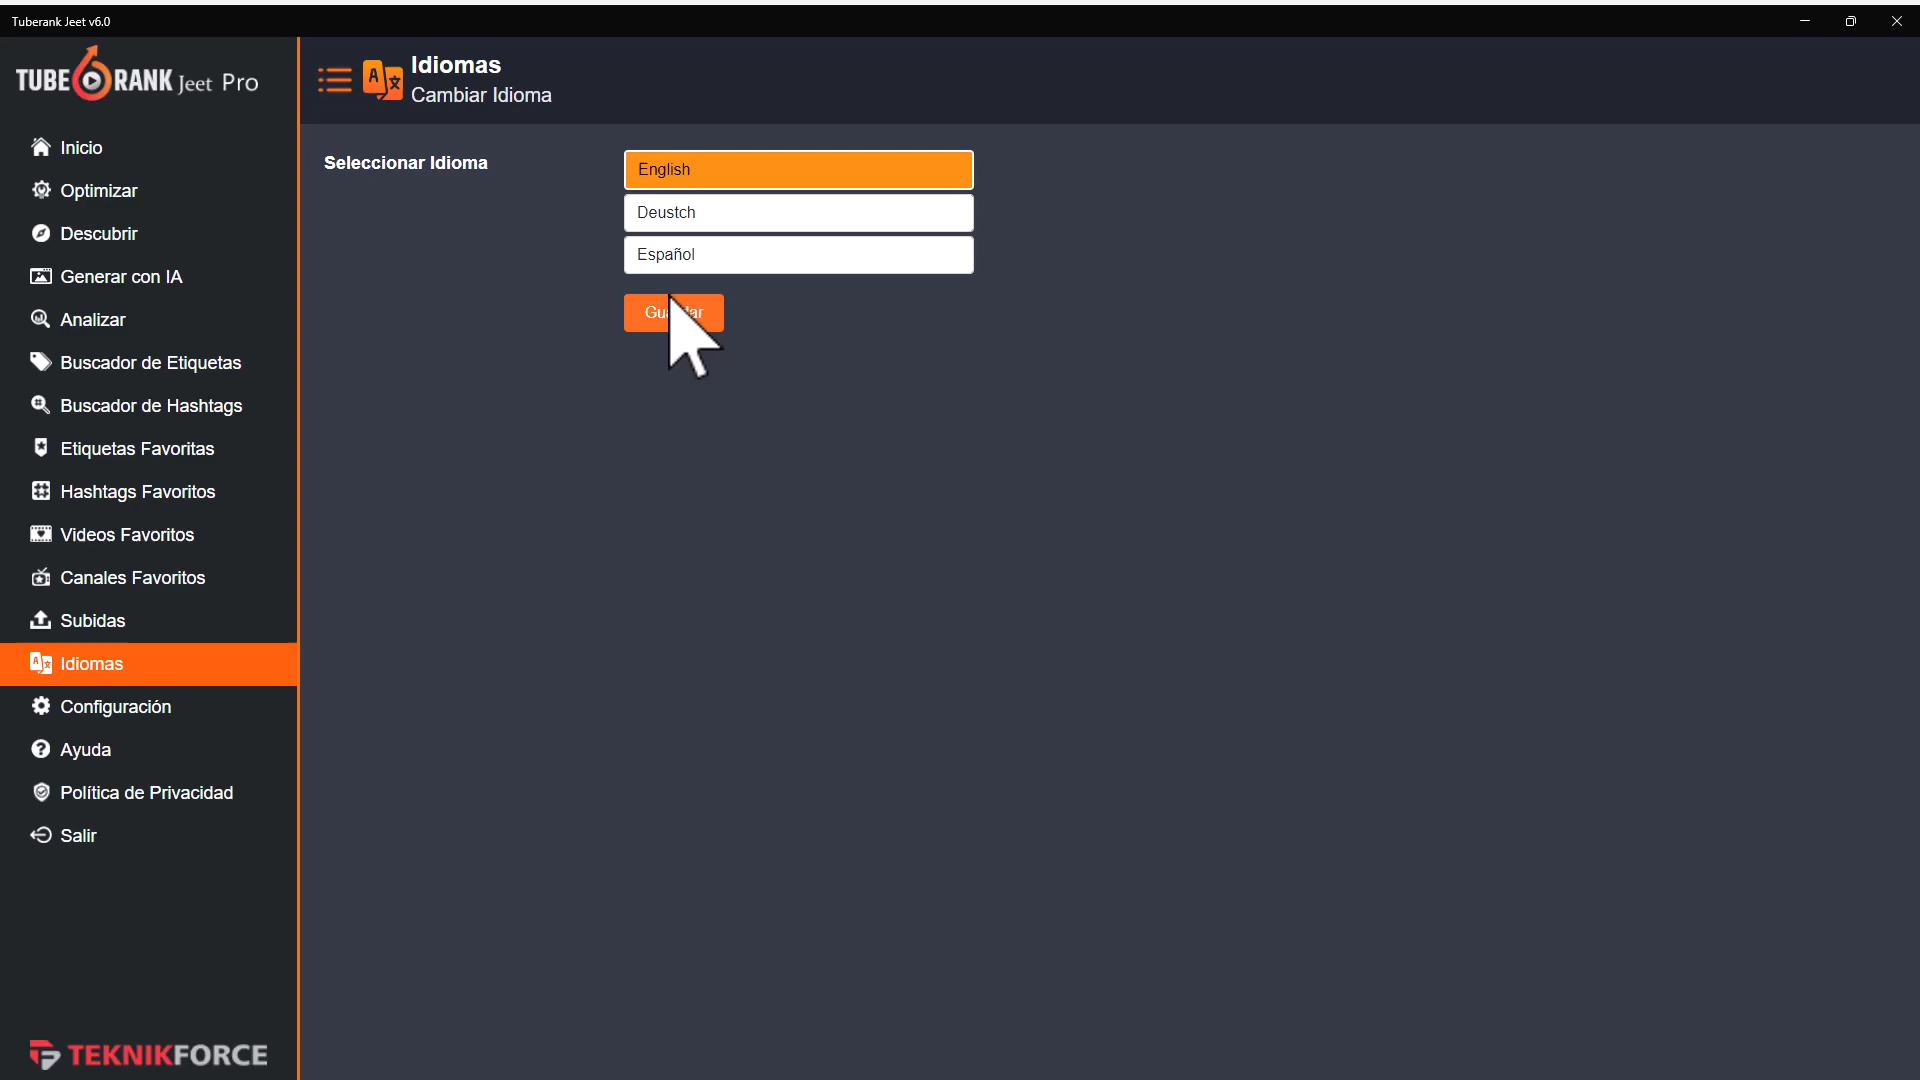 Tuberank Jeet v6.0
TUBE RANK Jeet Pro
Idiomas
Cambiar Idioma
Inicio
Optimizar
Descubrir
Generar con IA
Analizar
Buscador de Etiquetas
Buscador de Hashtags
Etiquetas Favoritas
Hashtags Favoritos
Videos Favoritos
Canales Favoritos
Subidas
Idiomas
Configuración
Ayuda
Política de Privacidad
Salir
TEKNIKFORCE
Seleccionar Idioma
English
Deustch
Español